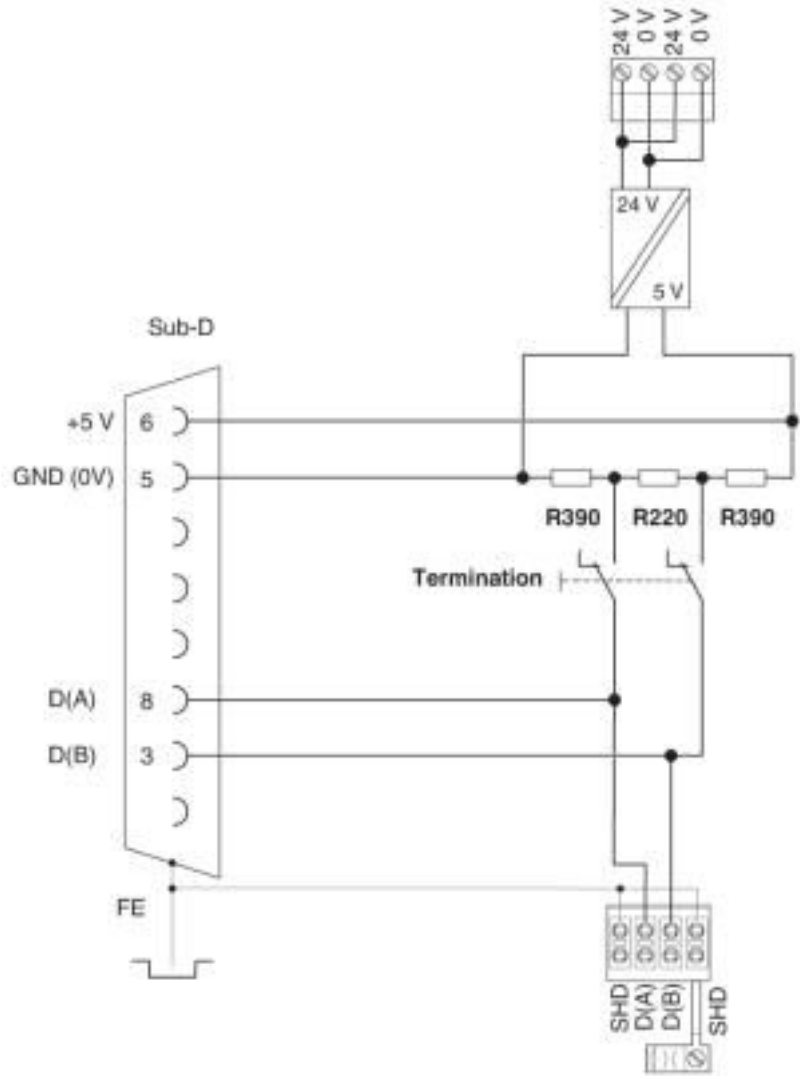 24 V 0 V 24 V 0 V
24 V
5 V
Sub-D
+5 V 6
GND (0V) 5
R390 R220 R390
Termination
D(A) 8
D(B) 3
FE
SHD D(A) D(B) SHD